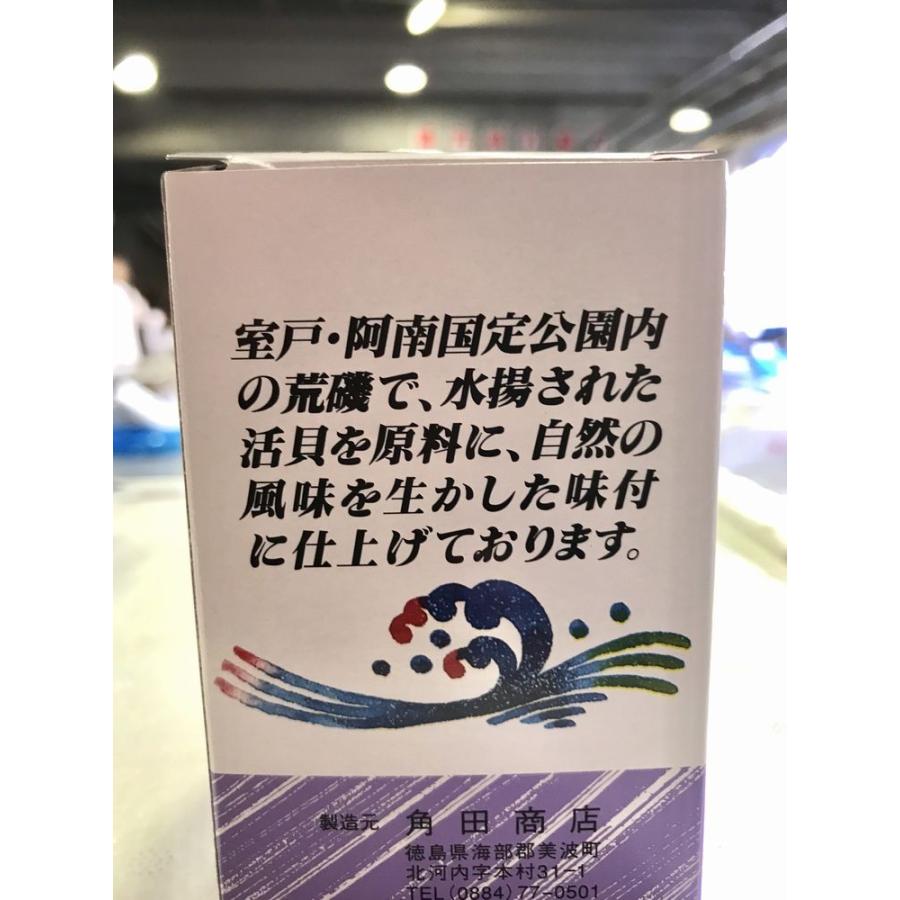 室戸・阿南国定公園内
の荒磯で、水揚された
活貝を原料に、自然の
風味を生かした味付
に仕上げております。
製造元 角田商店
徳島県海部郡美波町
北河内字本村31-1
TEL(0884)77-0501